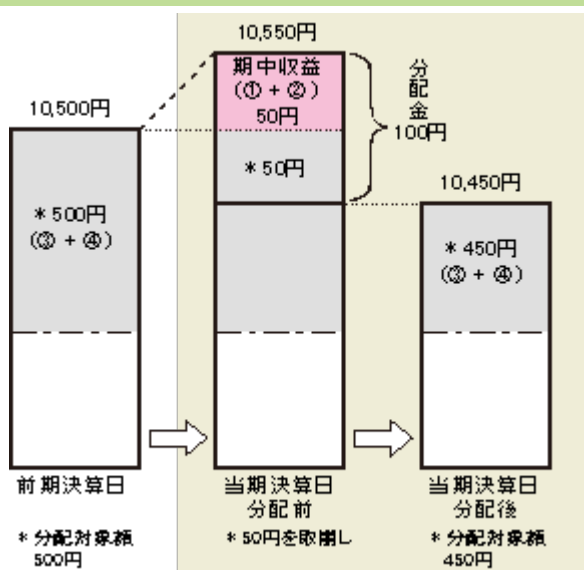 10,550円
期中収益
(①+②)
50円
分配金
100円
10,500円
*50円
10,450円
*500円
(③+④)
*450円
(③+④)
前期決算日
当期決算日
分配前
当期決算日
分配後
*分配対象額
500円
*50円を取崩し
*分配対象額
450円